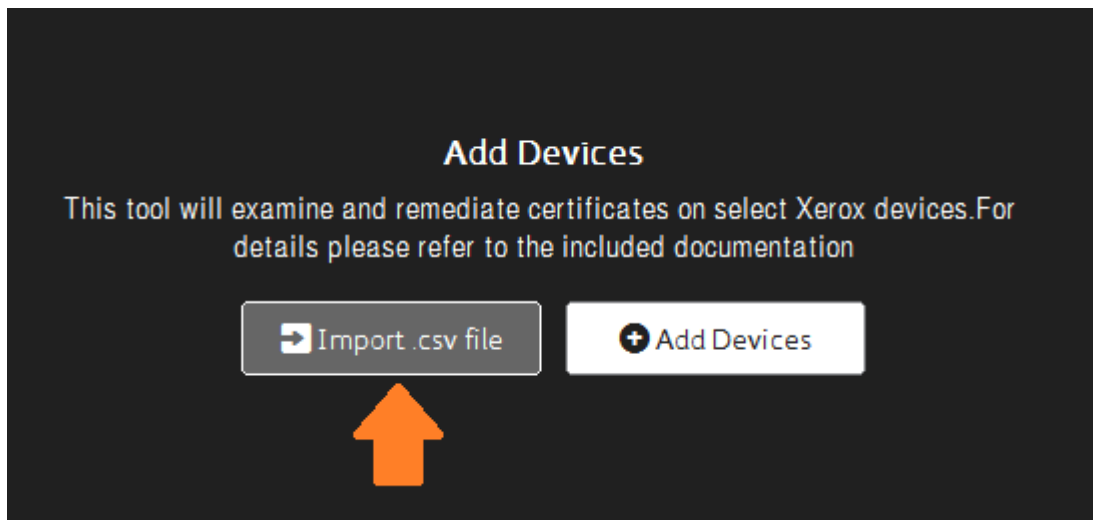 Add Devices
This tool will examine and remediate certificates on select Xerox devices.For
details please refer to the included documentation
Import .csv file
Add Devices